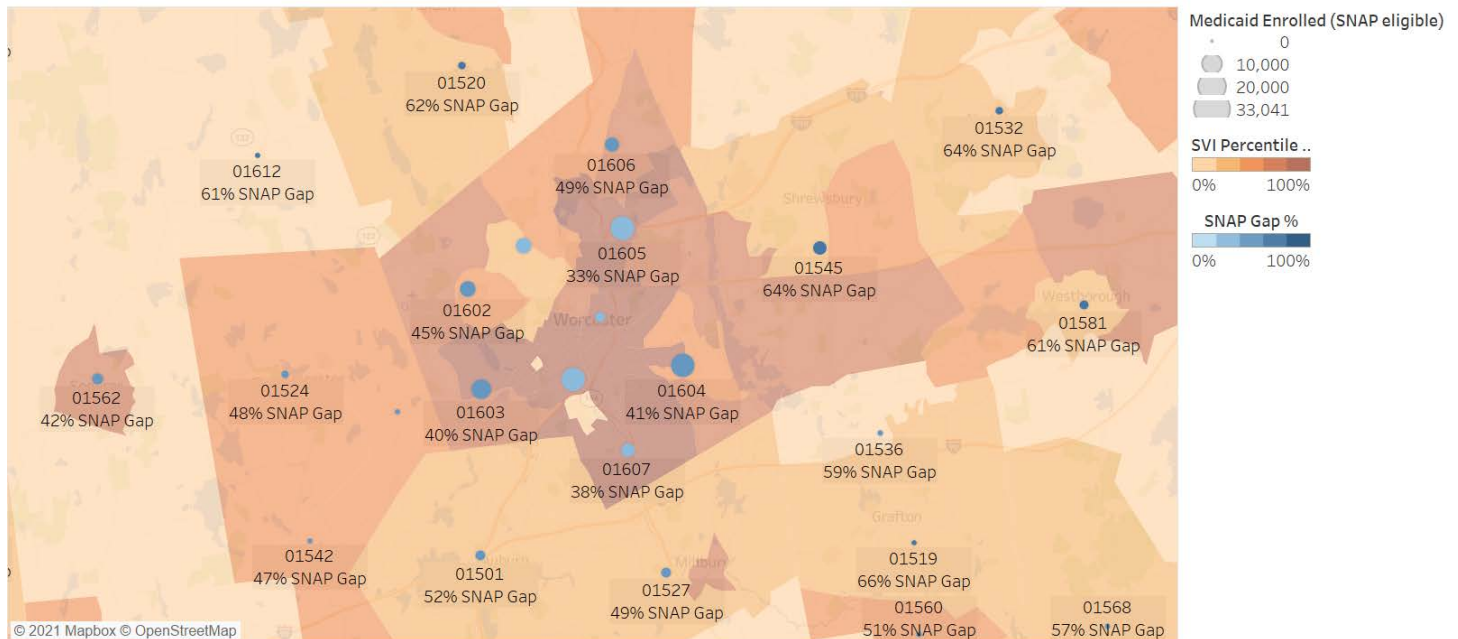 Medicaid Enrolled (SNAP eligible)
0
10,000
20,000
33,041
SVI Percentile ..
0% 100%
SNAP Gap %
0% 100%
01520
62% SNAP Gap
01532
64% SNAP Gap
01612
61% SNAP Gap
01606
49% SNAP Gap
Shrewsbury
01605
33% SNAP Gap
01545
64% SNAP Gap
01602
45% SNAP Gap
Worcester
Westborough
01581
61% SNAP Gap
01562
42% SNAP Gap
01524
48% SNAP Gap
01603
40% SNAP Gap
01604
41% SNAP Gap
01536
59% SNAP Gap
01607
38% SNAP Gap
Grafton
01542
47% SNAP Gap
01501
52% SNAP Gap
01527
49% SNAP Gap
01519
66% SNAP Gap
01560
51% SNAP Gap
01568
57% SNAP Gap
© 2021 Mapbox © OpenStreetMap